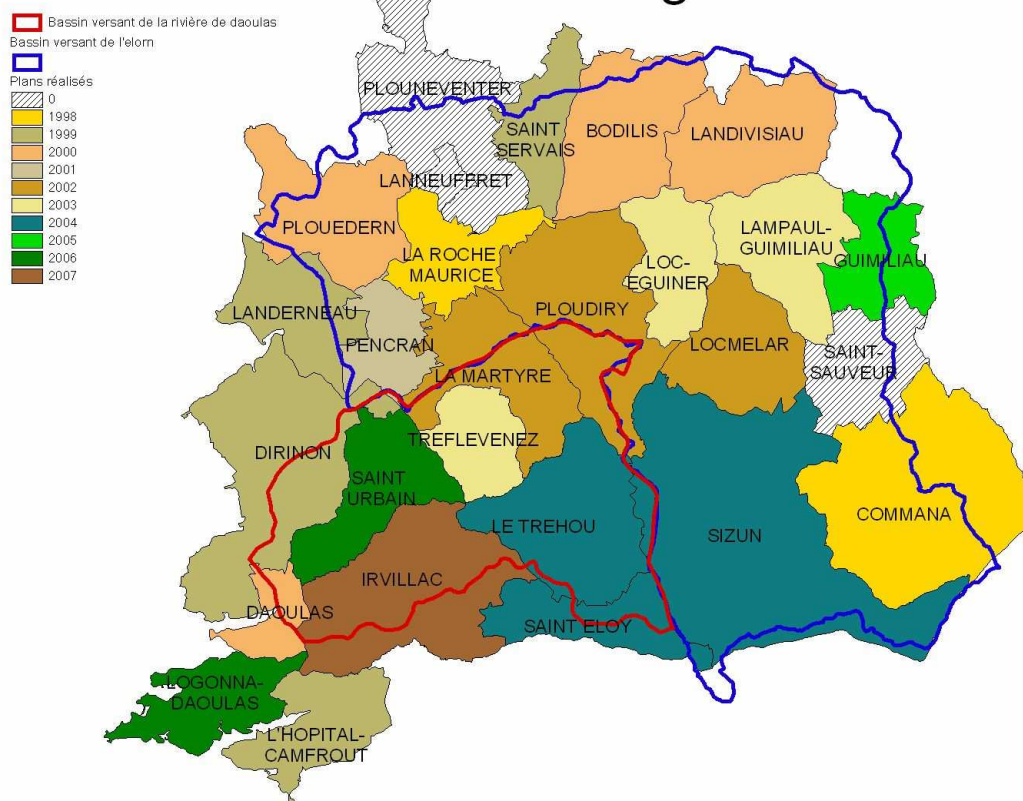 g
Bassin versant de la rivière de daoulas
Bassin versant de l'elorn
Plans réalisés
0
1998
1999
2000
2001
2002
2003
2004
2005
2006
2007
PLOUNEVENTER
SAINT
SERVAIS
BODILIS
LANDIVISIAU
LANNEUFFRET
PLOUEDERN
LA ROCHE
MAURICE
LOC-
EGUINER
LAMPAUL-
GUIMILIAU
GUIMILIAU
LANDERNEAU
PENCRAN
PLOUDIRY
LOCMELAR
SAINT-
SAUVEUR
LA MARTYRE
DIRINON
TREFLEVENEZ
SAINT
URBAIN
LE TREHOU
SIZUN
COMMANA
IRVILLAC
DAOULAS
SAINT ELOY
LOGONNA-
DAOULAS
L'HOPITAL-
CAMFROUT